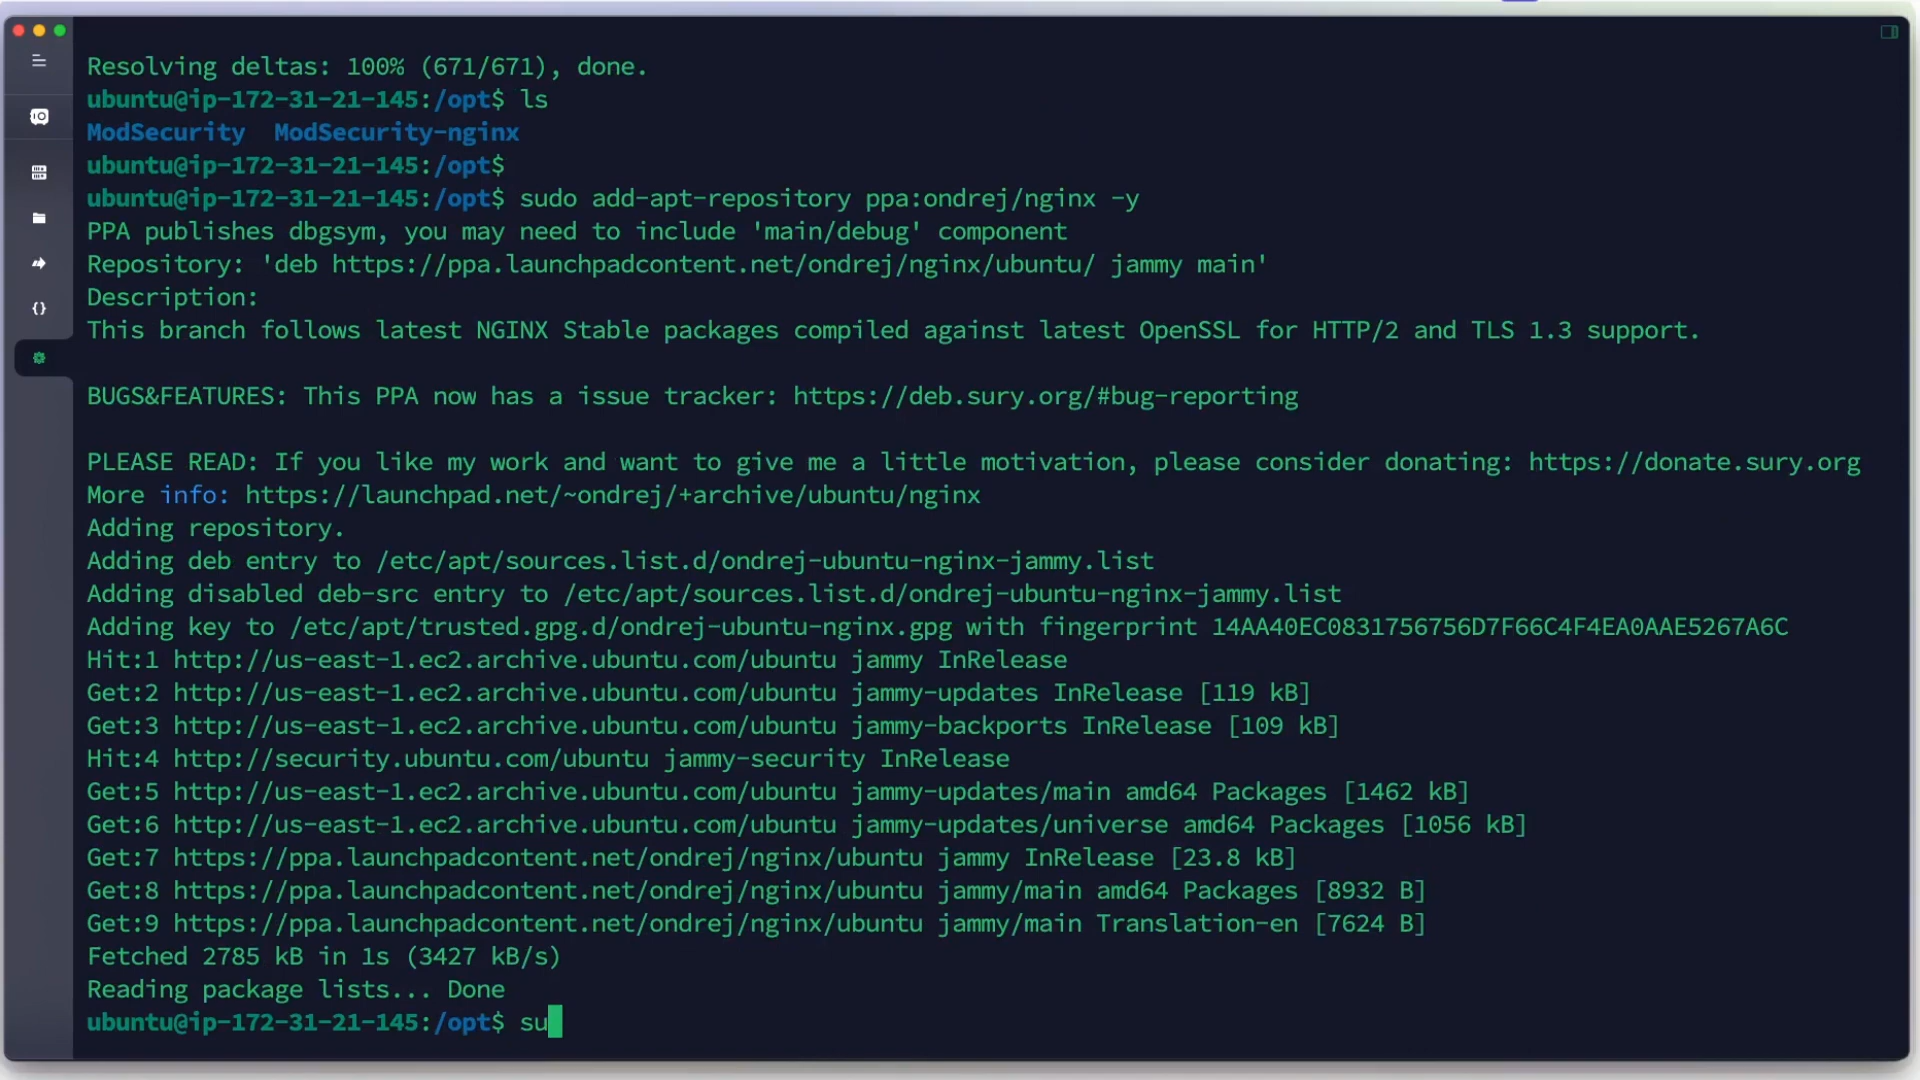 Resolving deltas: 100% (671/671), done.
ubuntu@ip-172-31-21-145:/opt$ ls
ModSecurity  ModSecurity-nginx
ubuntu@ip-172-31-21-145:/opt$
ubuntu@ip-172-31-21-145:/opt$ sudo add-apt-repository ppa:ondrej/nginx -y
PPA publishes dbgsym, you may need to include 'main/debug' component
Repository: 'deb https://ppa.launchpadcontent.net/ondrej/nginx/ubuntu/ jammy main'
Description:
This branch follows latest NGINX Stable packages compiled against latest OpenSSL for HTTP/2 and TLS 1.3 support.
BUGS&FEATURES: This PPA now has a issue tracker: https://deb.sury.org/#bug-reporting
PLEASE READ: If you like my work and want to give me a little motivation, please consider donating: https://donate.sury.org
More info: https://launchpad.net/~ondrej/+archive/ubuntu/nginx
Adding repository.
Adding deb entry to /etc/apt/sources.list.d/ondrej-ubuntu-nginx-jammy.list
Adding disabled deb-src entry to /etc/apt/sources.list.d/ondrej-ubuntu-nginx-jammy.list
Adding key to /etc/apt/trusted.gpg.d/ondrej-ubuntu-nginx.gpg with fingerprint 14AA40EC0831756756D7F66C4F4EA0AAE5267A6C
Hit:1 http://us-east-1.ec2.archive.ubuntu.com/ubuntu jammy InRelease
Get:2 http://us-east-1.ec2.archive.ubuntu.com/ubuntu jammy-updates InRelease [119 kB]
Get:3 http://us-east-1.ec2.archive.ubuntu.com/ubuntu jammy-backports InRelease [109 kB]
Hit:4 http://security.ubuntu.com/ubuntu jammy-security InRelease
Get:5 http://us-east-1.ec2.archive.ubuntu.com/ubuntu jammy-updates/main amd64 Packages [1462 kB]
Get:6 http://us-east-1.ec2.archive.ubuntu.com/ubuntu jammy-updates/universe amd64 Packages [1056 kB]
Get:7 https://ppa.launchpadcontent.net/ondrej/nginx/ubuntu jammy InRelease [23.8 kB]
Get:8 https://ppa.launchpadcontent.net/ondrej/nginx/ubuntu jammy/main amd64 Packages [8932 B]
Get:9 https://ppa.launchpadcontent.net/ondrej/nginx/ubuntu jammy/main Translation-en [7624 B]
Fetched 2785 kB in 1s (3427 kB/s)
Reading package lists... Done
ubuntu@ip-172-31-21-145:/opt$ su